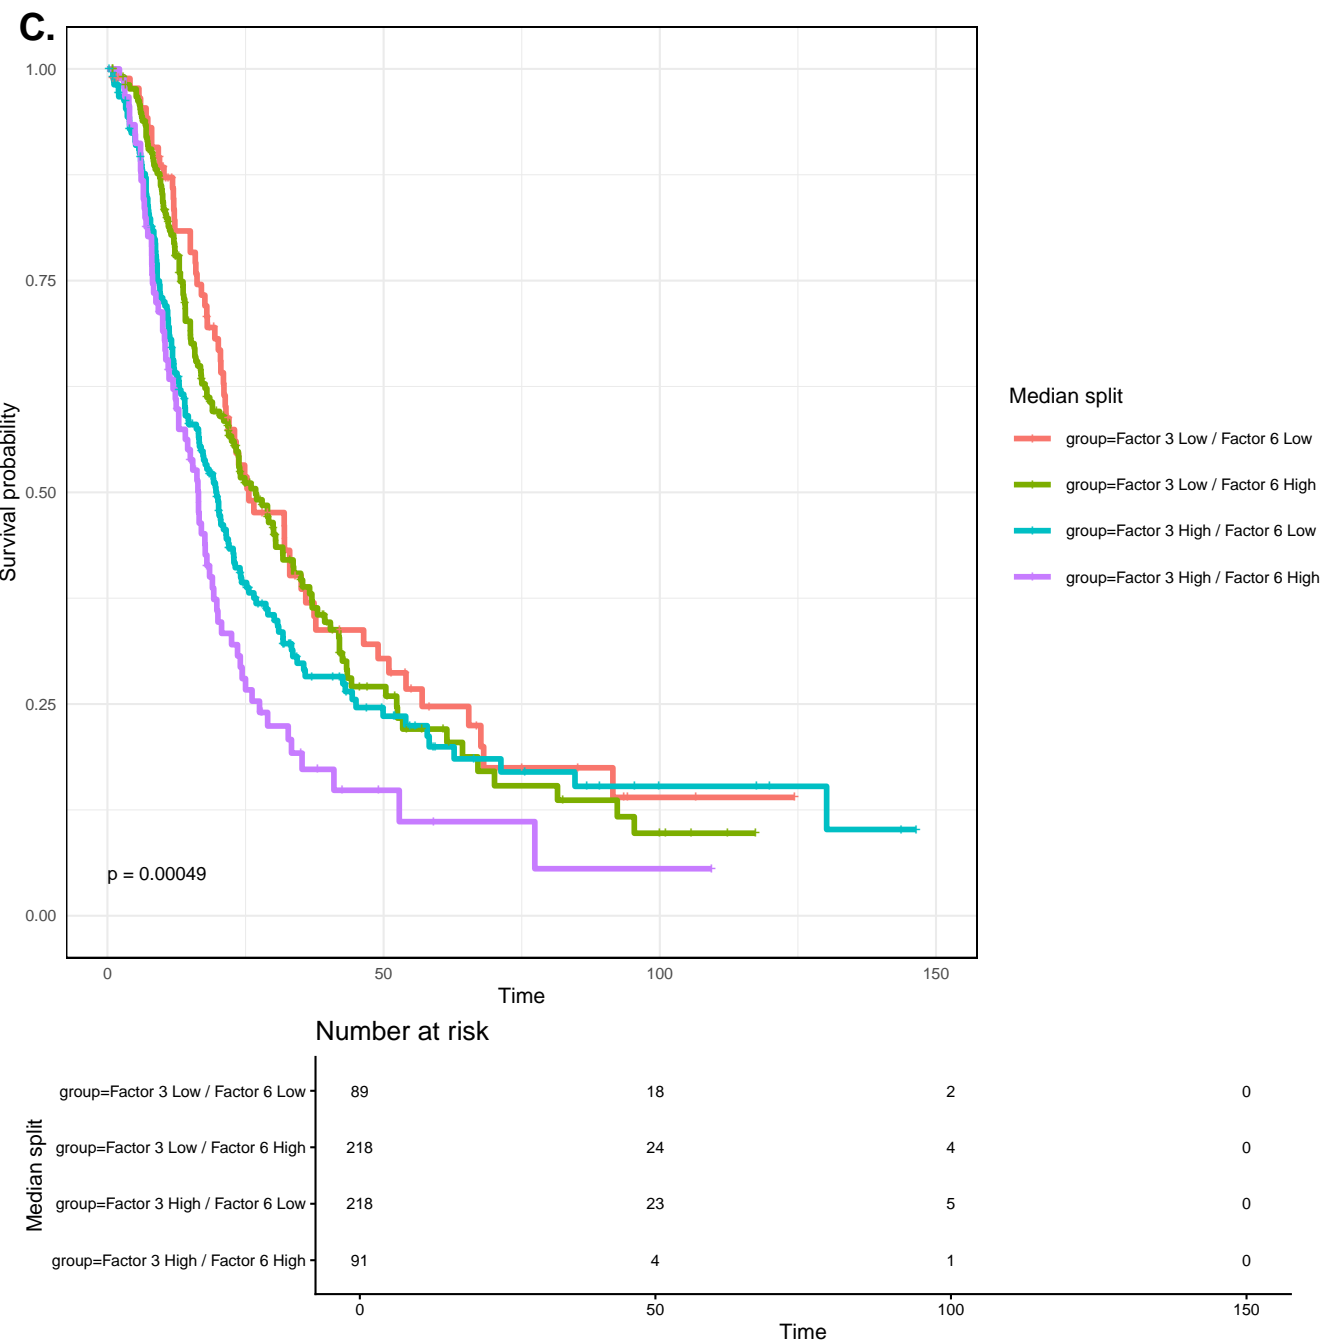 C.
1.00
0.75
0.50
0.25
0.00
Survival probability
p = 0.00049
0 50 100 150
Time
Median split
group=Factor 3 Low / Factor 6 Low
group=Factor 3 Low / Factor 6 High
group=Factor 3 High / Factor 6 Low
group=Factor 3 High / Factor 6 High
Number at risk
Median split
group=Factor 3 Low / Factor 6 Low 89 18 2 0
group=Factor 3 Low / Factor 6 High 218 24 4 0
group=Factor 3 High / Factor 6 Low 218 23 5 0
group=Factor 3 High / Factor 6 High 91 4 1 0
0 50 100 150
Time